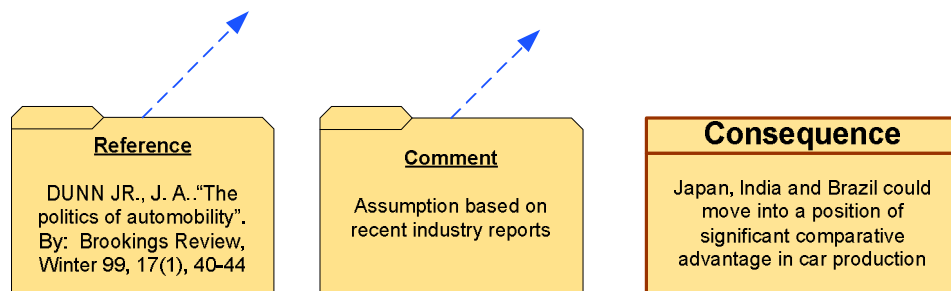 Reference
DUNN JR., J. A..“The
politics of automobility”.
By:  Brookings Review,
Winter 99, 17(1), 40-44
Comment
Assumption based on
recent industry reports
Consequence
Japan, India and Brazil could
move into a position of
significant comparative
advantage in car production